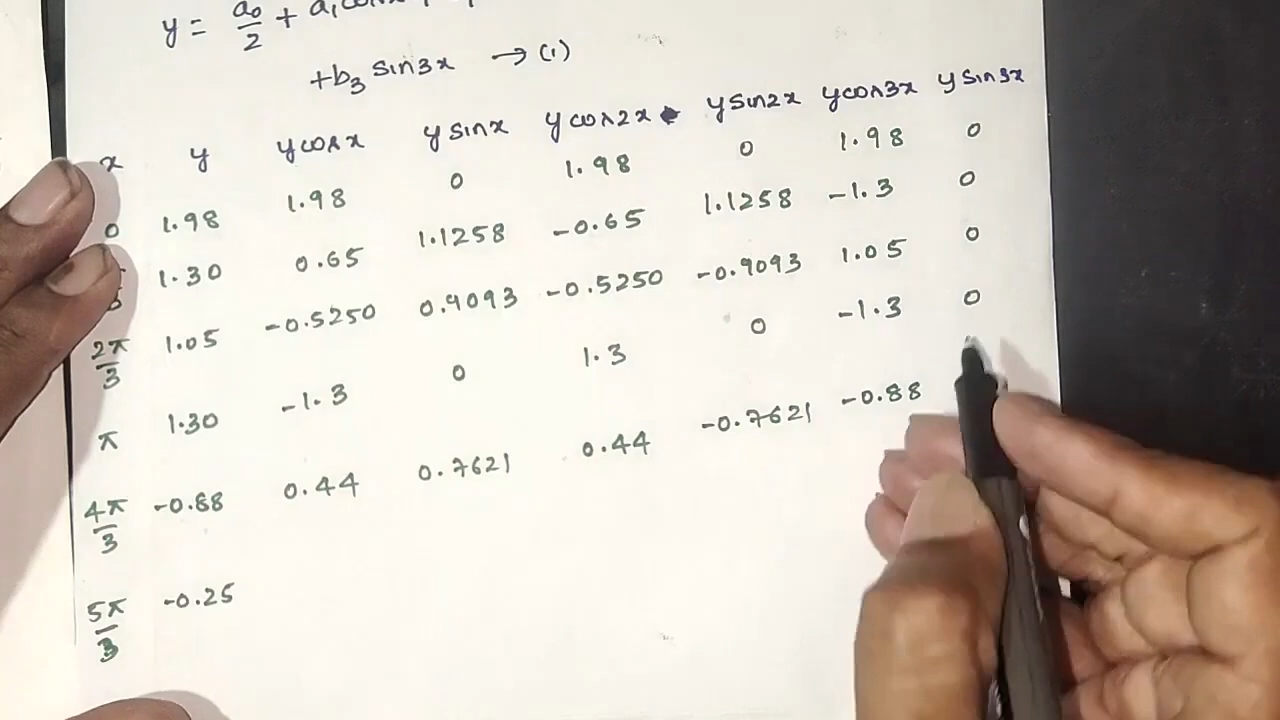 y = a0/2 + a1 cosx
+ b3 sin3x → (1)
x y ycosx ysinx ycos2x ysin2x ycos3x ysin3x
0 1.98 1.98 0 1.98 0 1.98 0
1.30 0.65 1.1258 -0.65 1.1258 -1.3 0
2π/3 1.05 -0.5250 0.9093 -0.5250 -0.9093 1.05 0
π 1.30 -1.3 0 1.3 0 -1.3 0
4π/3 -0.88 0.44 0.7621 0.44 -0.7621 -0.88
5π/3 -0.25